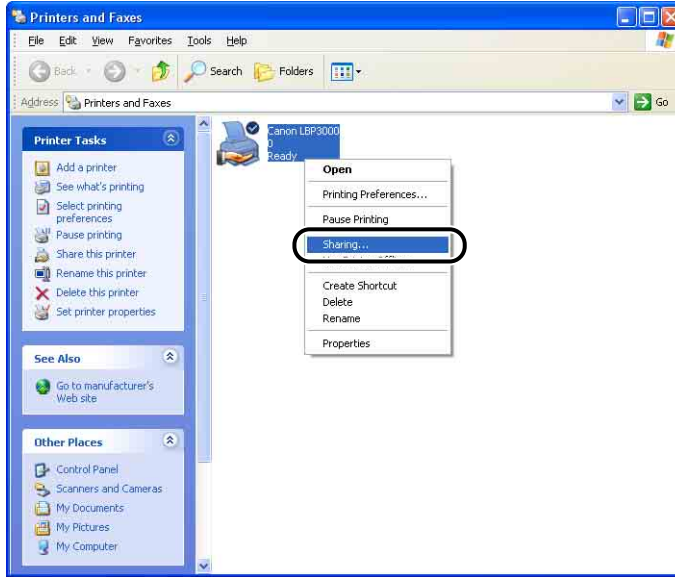 Printers and Faxes
File Edit View Favorites Tools Help
Back Search Folders
Address Printers and Faxes Go
Printer Tasks
Add a printer
See what's printing
Select printing
preferences
Pause printing
Share this printer
Rename this printer
Delete this printer
Set printer properties
See Also
Go to manufacturer's
Web site
Other Places
Control Panel
Scanners and Cameras
My Documents
My Pictures
My Computer
Canon LBP3000
0
Ready
Open
Printing Preferences...
Pause Printing
Sharing...
Create Shortcut
Delete
Rename
Properties